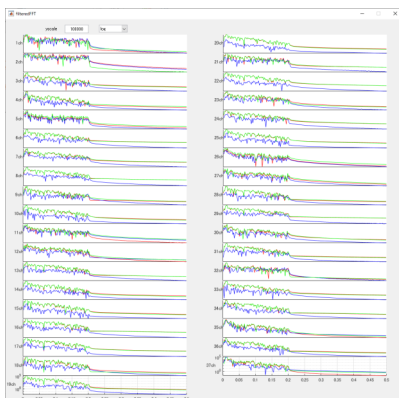 filteredFFT
yscale
1ch
2ch
3ch
4ch
5ch
6ch
7ch
8ch
9ch
10ch
11ch
12ch
13ch
14ch
15ch
16ch
17ch
18ch
19ch
20ch
21ch
22ch
23ch
24ch
25ch
26ch
27ch
28ch
29ch
30ch
31ch
32ch
33ch
34ch
35ch
36ch
37ch
0 0.05 0.1 0.15 0.2 0.25 0.3 0.35 0.4 0.45 0.5